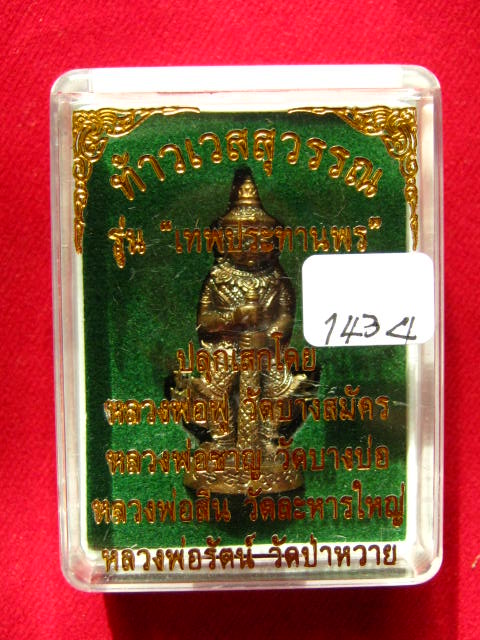 ท้าวเวสสุวรรณ
รุ่น "เทพประทานพร"
1434
ปลุกเสกโดย
หลวงพ่อฟู วัดบางสมัคร
หลวงพ่อชาญ วัดบางบ่อ
หลวงพ่อสิน วัดละหารใหญ่
หลวงพ่อรัตน์ วัดป่าหวาย